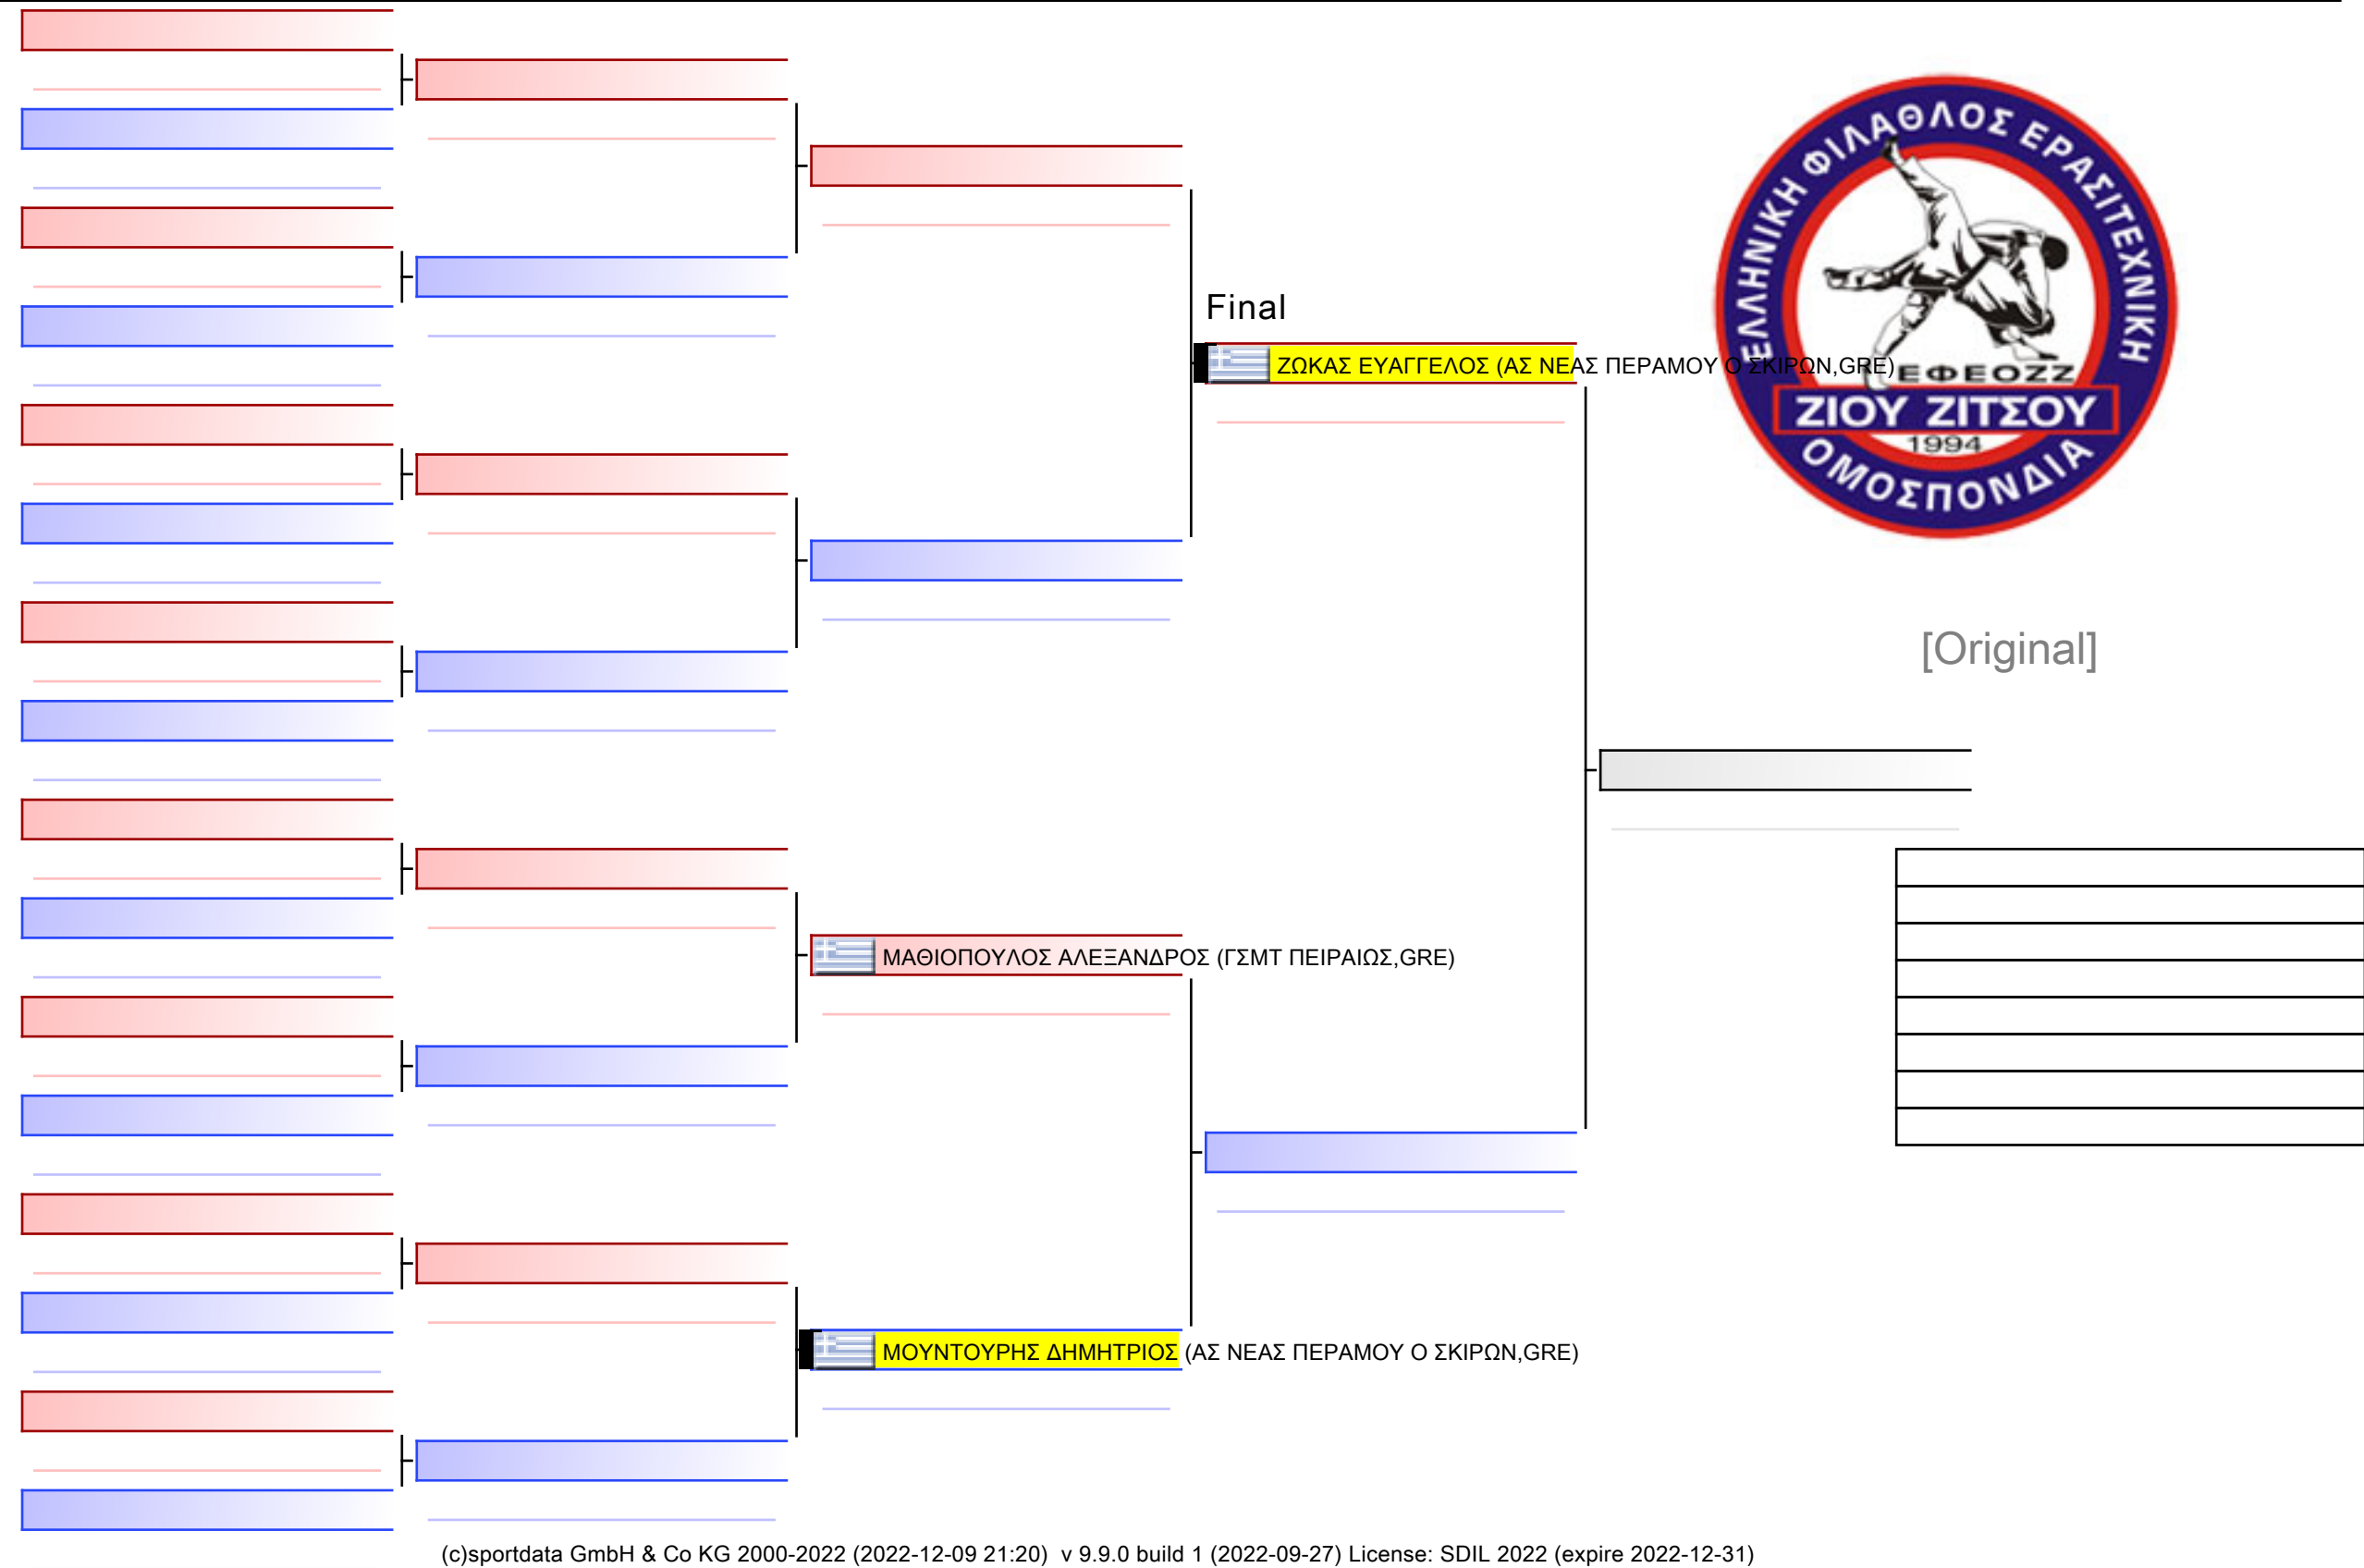 ΕΛΛΗΝΙΚΗ ΦΙΛΑΘΛΟΣ ΕΡΑΣΙΤΕΧΝΙΚΗ
Final
ΖΩΚΑΣ ΕΥΑΓΓΕΛΟΣ (ΑΣ ΝΕΑΣ ΠΕΡΑΜΟΥ Ο ΣΚΙΡΩΝ,GRE)
ΕΦΕΟΖΖ
ΖΙΟΥ ΖΙΤΣΟΥ
1994
ΟΜΟΣΠΟΝΔΙΑ
[Original]
ΜΑΘΙΟΠΟΥΛΟΣ ΑΛΕΞΑΝΔΡΟΣ (ΓΣΜΤ ΠΕΙΡΑΙΩΣ,GRE)
ΜΟΥΝΤΟΥΡΗΣ ΔΗΜΗΤΡΙΟΣ (ΑΣ ΝΕΑΣ ΠΕΡΑΜΟΥ Ο ΣΚΙΡΩΝ,GRE)
(c)sportdata GmbH & Co KG 2000-2022 (2022-12-09 21:20) v 9.9.0 build 1 (2022-09-27) License: SDIL 2022 (expire 2022-12-31)